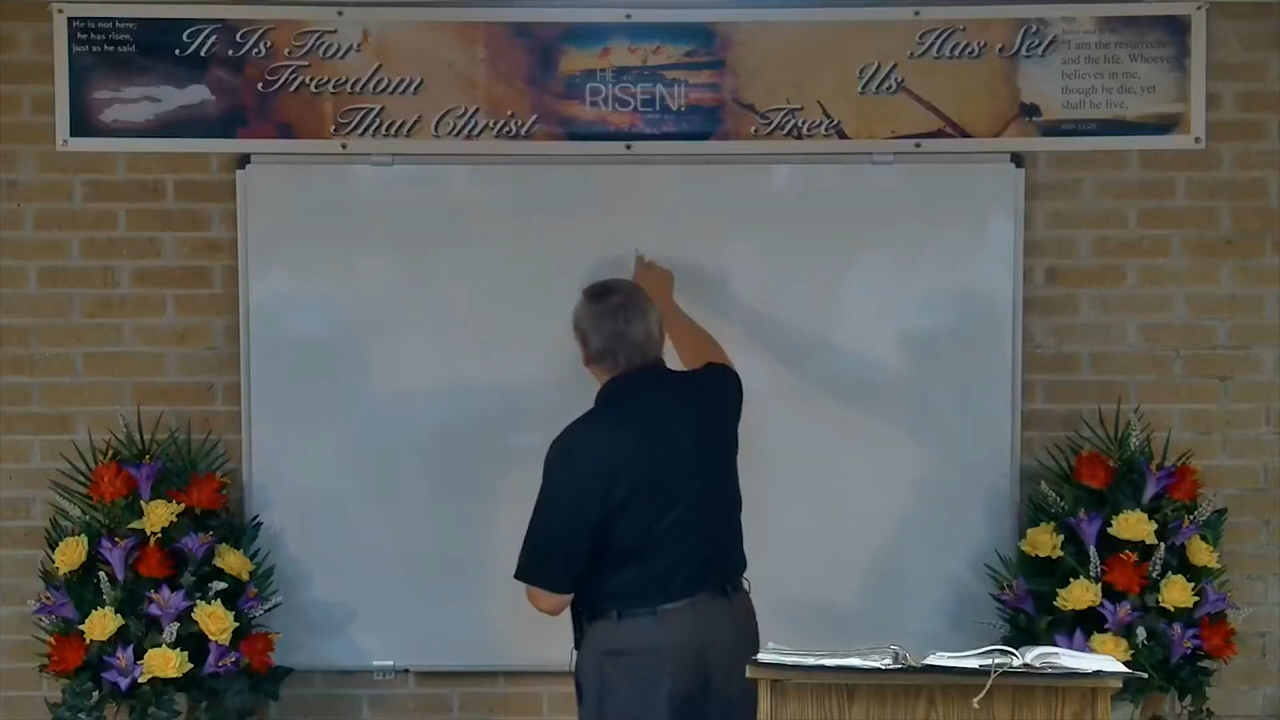 He is not here;
he has risen,
just as he said.
It Is For
Freedom
That Christ
HE
RISEN!
Has Set
Us
Free
"I am the resurrection
and the life. Whoever
believes in me,
though he die, yet
shall he live,